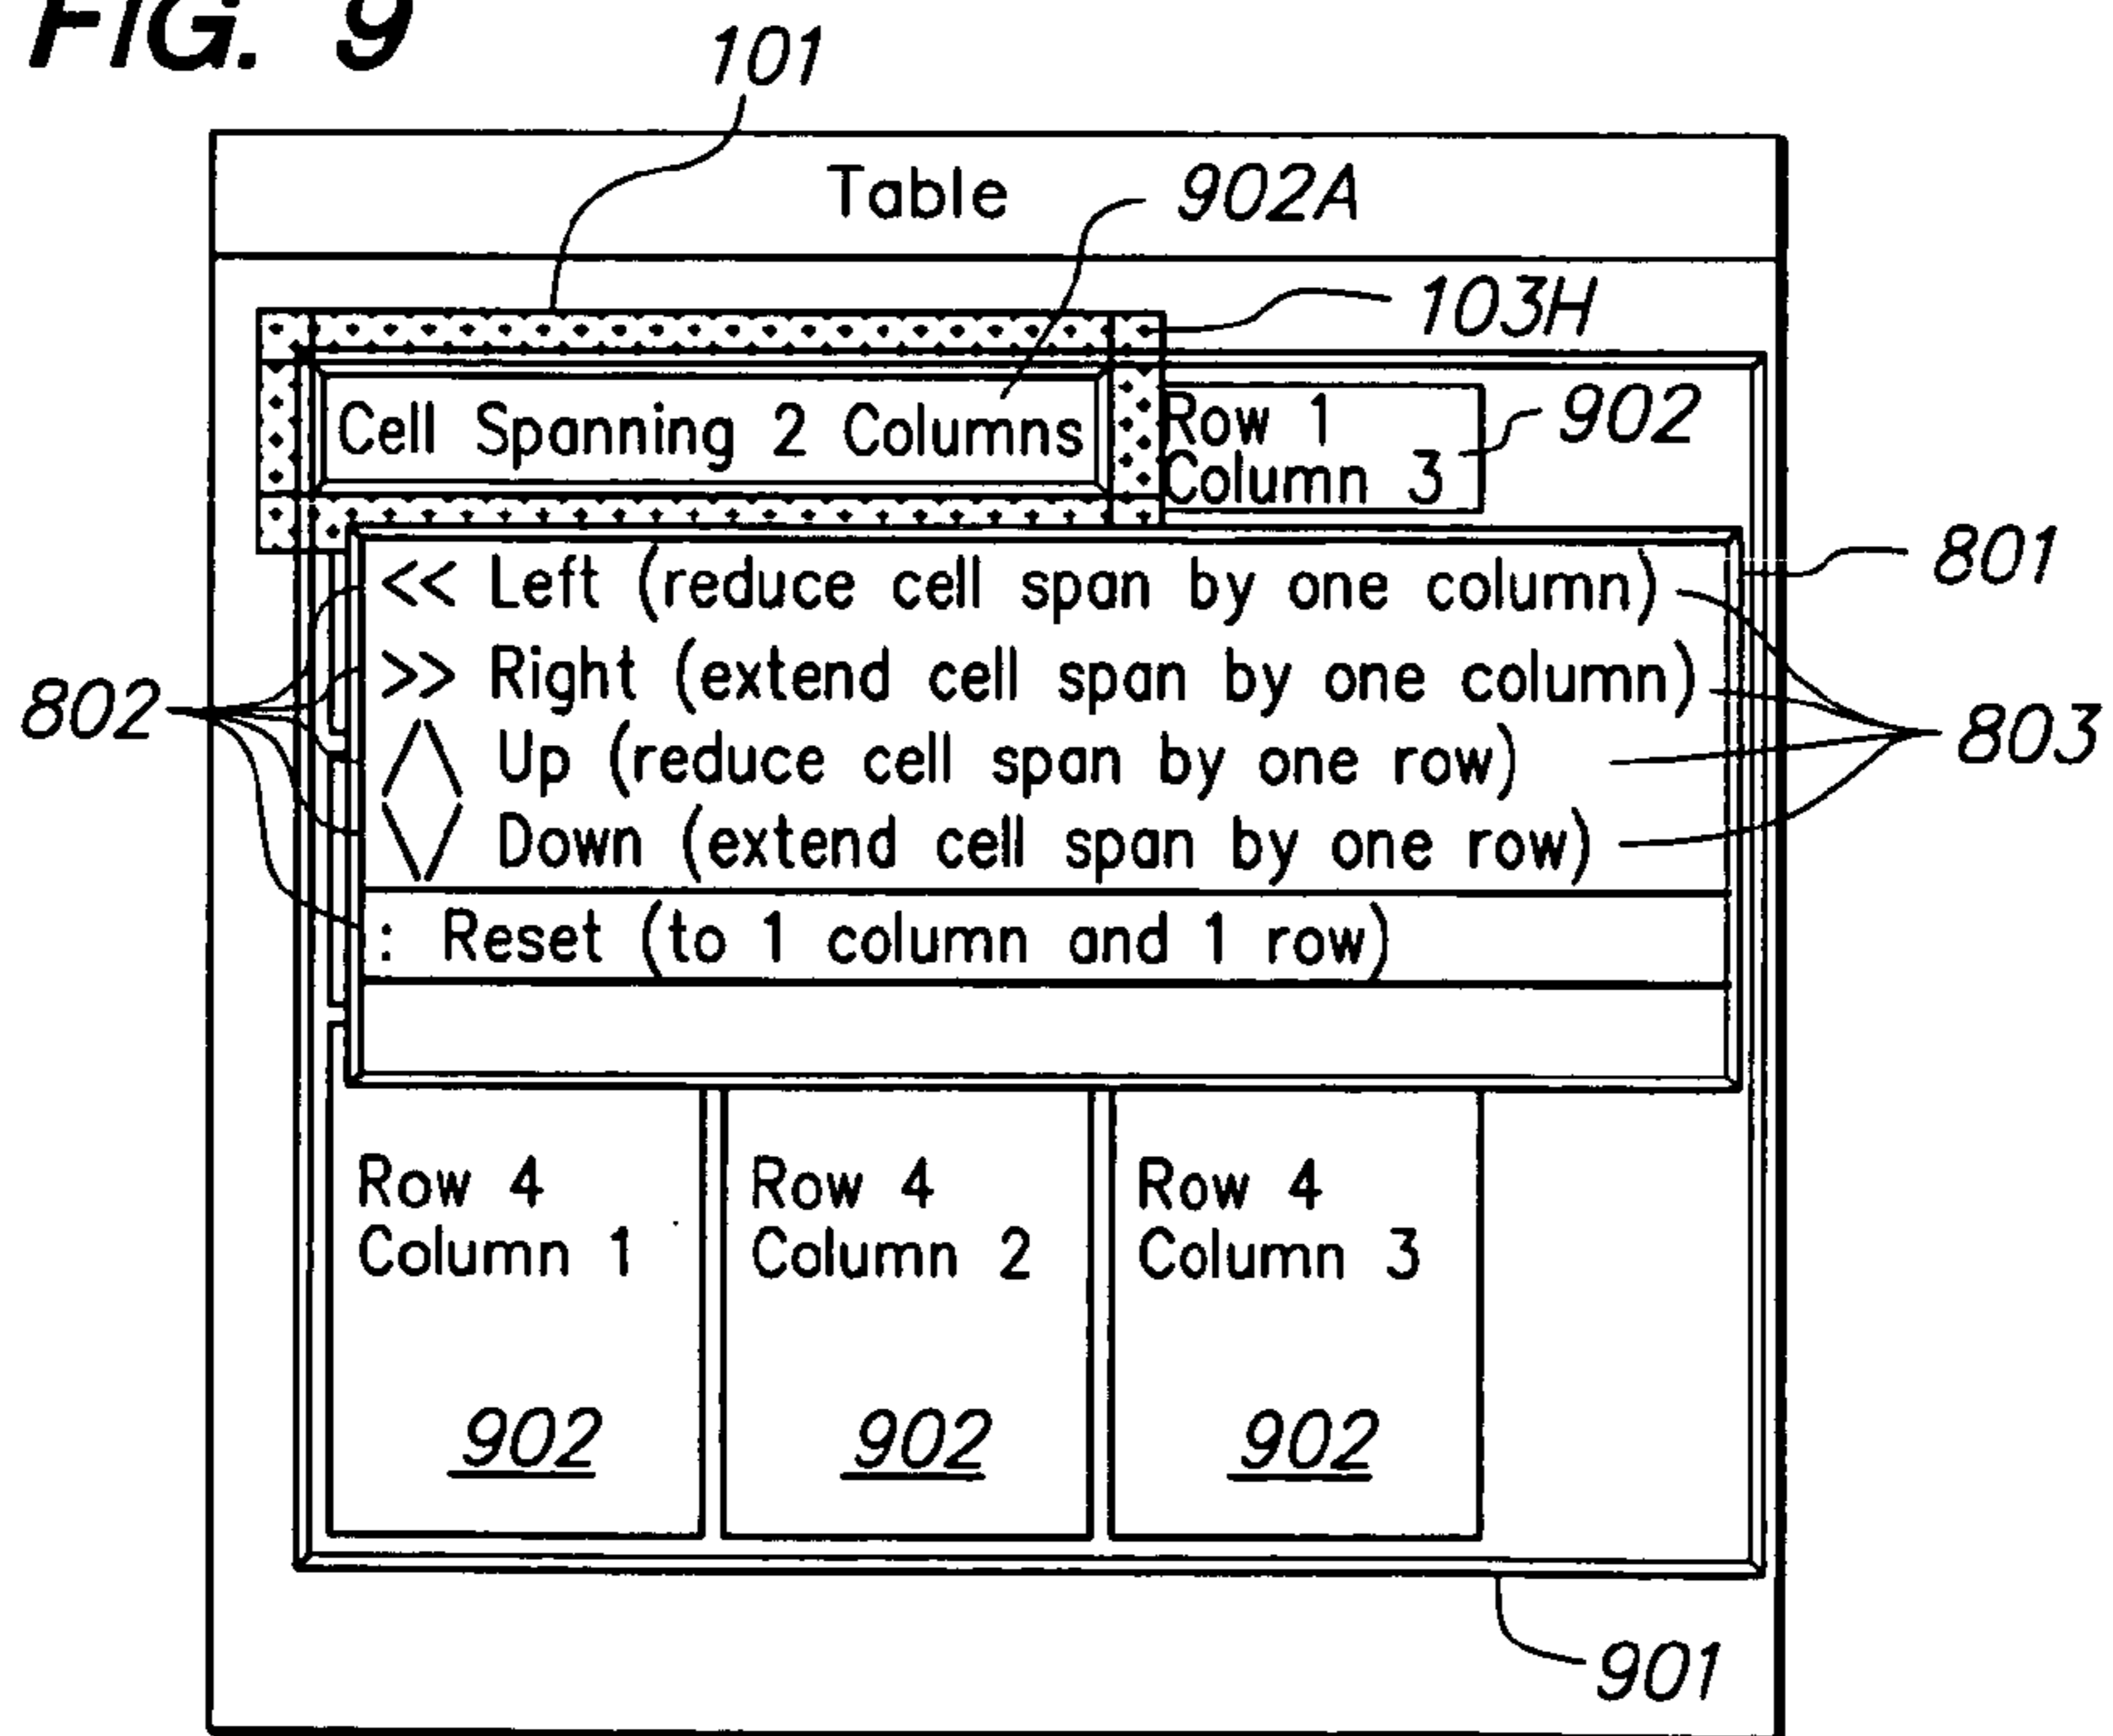 FIG. 9
101
Table
902A
103H
Cell Spanning 2 Columns
Row 1
Column 3
902
801
<< Left (reduce cell span by one column)
>> Right (extend cell span by one column)
802
Up (reduce cell span by one row)
803
Down (extend cell span by one row)
: Reset (to 1 column and 1 row)
Row 4
Column 1
Row 4
Column 2
Row 4
Column 3
902
902
902
901